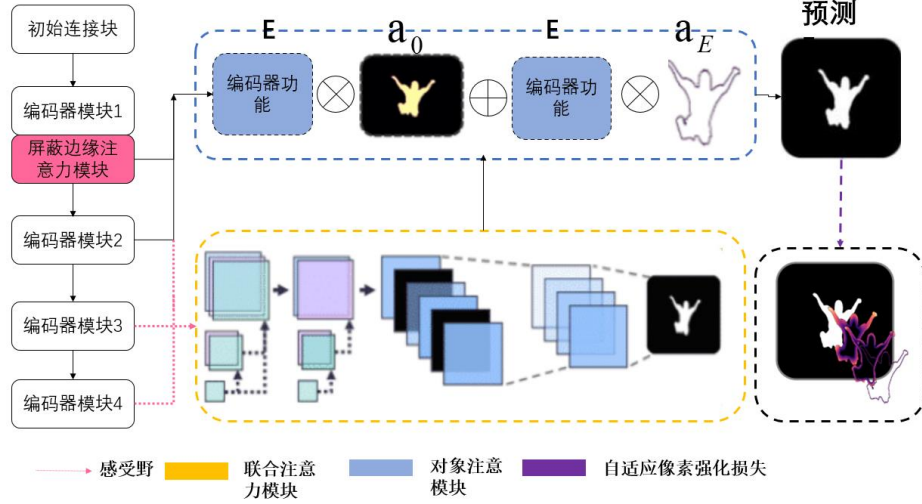 初始连接块
编码器模块1
屏蔽边缘注
意力模块
编码器模块2
编码器模块3
编码器模块4
E
a0
E
aE
编码器功
能
编码器功
能
预测
感受野
联合注意
力模块
对象注意
模块
自适应像素强化损失